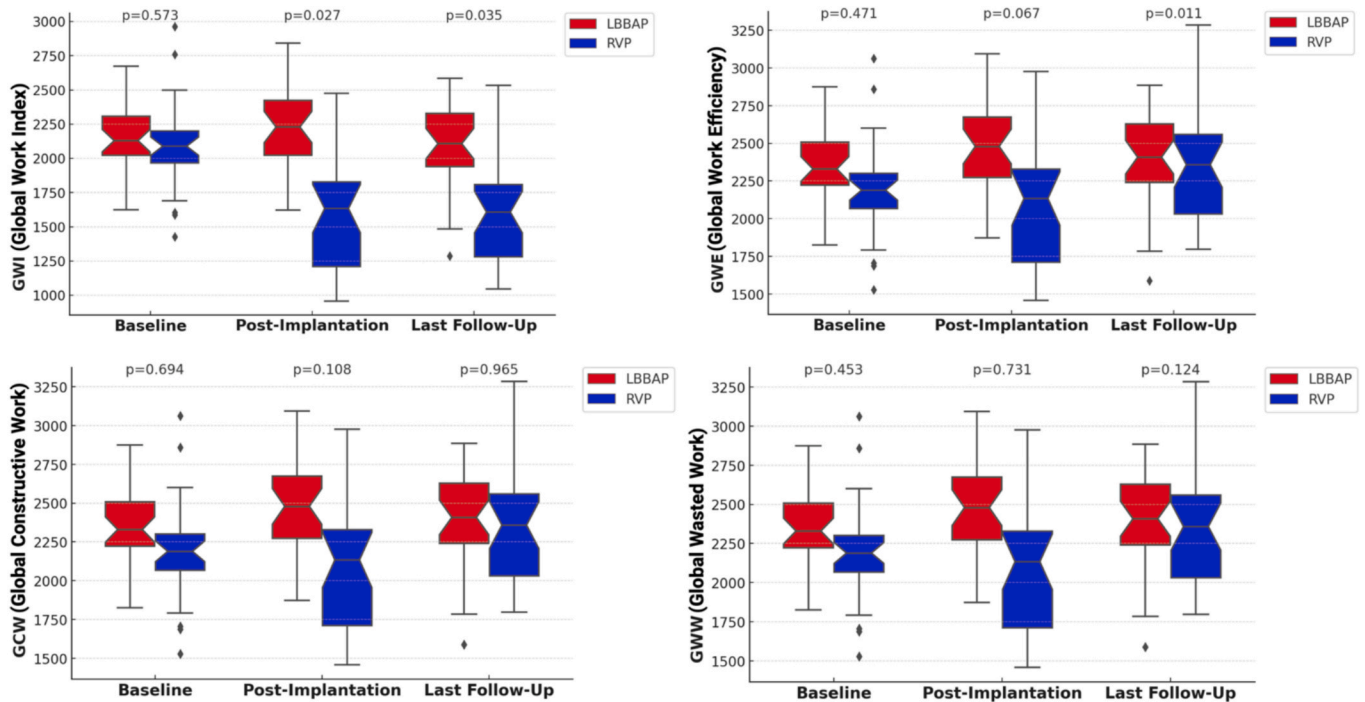 p=0.573 p=0.027 p=0.035
LBBAP
RVP
GWI (Global Work Index)
2750
2500
2250
2000
1750
1500
1250
1000
Baseline Post-Implantation Last Follow-Up
p=0.471 p=0.067 p=0.011
LBBAP
RVP
GWE (Global Work Efficiency)
3250
3000
2750
2500
2250
2000
1750
1500
Baseline Post-Implantation Last Follow-Up
p=0.694 p=0.108 p=0.965
LBBAP
RVP
GCW (Global Constructive Work)
3250
3000
2750
2500
2250
2000
1750
1500
Baseline Post-Implantation Last Follow-Up
p=0.453 p=0.731 p=0.124
LBBAP
RVP
GWW (Global Wasted Work)
3250
3000
2750
2500
2250
2000
1750
1500
Baseline Post-Implantation Last Follow-Up